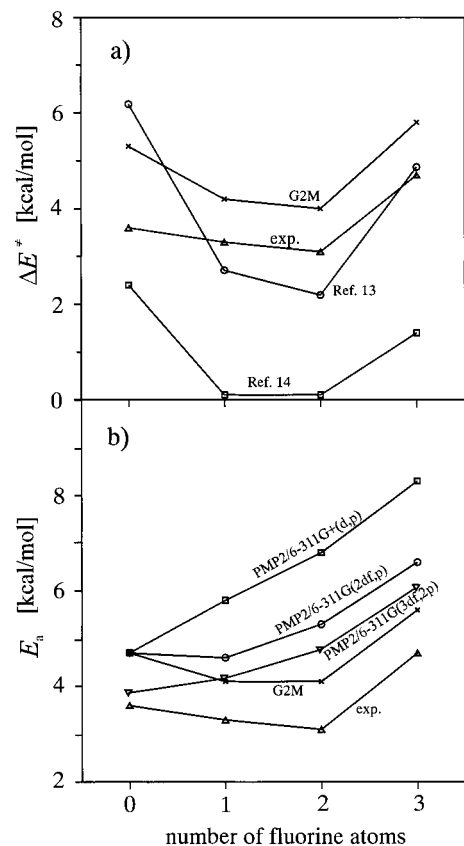 8
a)
6
G2M
4
exp.
Ref. 13
2
Ref. 14
0
ΔE≠ [kcal/mol]
b)
8
PMP2/6-311G+(d,p)
6
PMP2/6-311G(2df,p)
PMP2/6-311G(3df,2p)
4
G2M
exp.
2
Ea [kcal/mol]
0 1 2 3
number of fluorine atoms